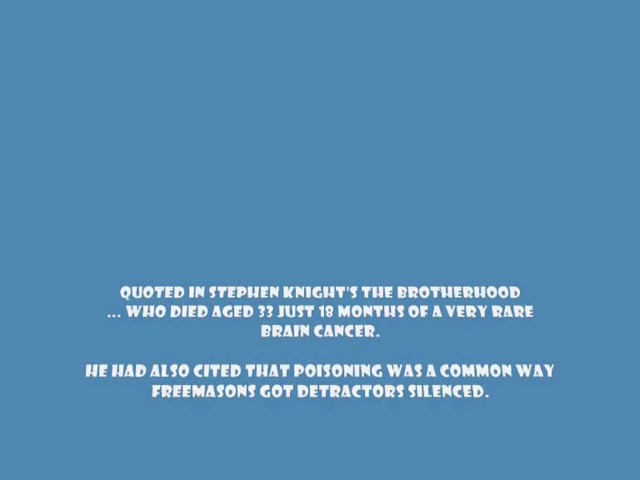 QUOTED IN STEPHEN KNIGHT'S THE BROTHERHOOD
... WHO DIED AGED 33 JUST 18 MONTHS OF A VERY RARE
BRAIN CANCER.
HE HAD ALSO CITED THAT POISONING WAS A COMMON WAY
FREEMASONS GOT DETRACTORS SILENCED.